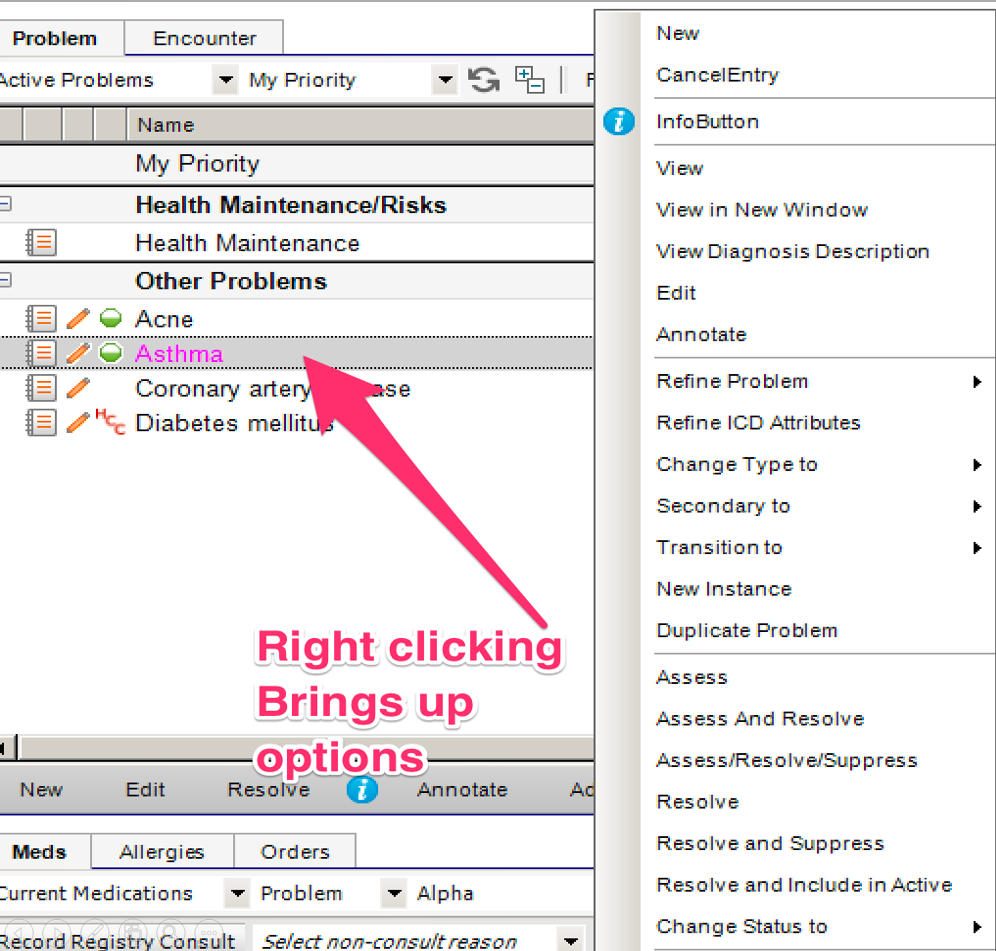 Problem
Encounter
Active Problems
My Priority
Name
My Priority
Health Maintenance/Risks
Health Maintenance
Other Problems
Acne
Asthma
Coronary artery
ase
HCC Diabetes mellitus
Right clicking
Brings up
options
New
Edit
Resolve
Annotate
Meds
Allergies
Orders
Current Medications
Problem
Alpha
Record Registry Consult
Select non-consult reason
New
CancelEntry
InfoButton
View
View in New Window
View Diagnosis Description
Edit
Annotate
Refine Problem
Refine ICD Attributes
Change Type to
Secondary to
Transition to
New Instance
Duplicate Problem
Assess
Assess And Resolve
Assess/Resolve/Suppress
Resolve
Resolve and Suppress
Resolve and Include in Active
Change Status to